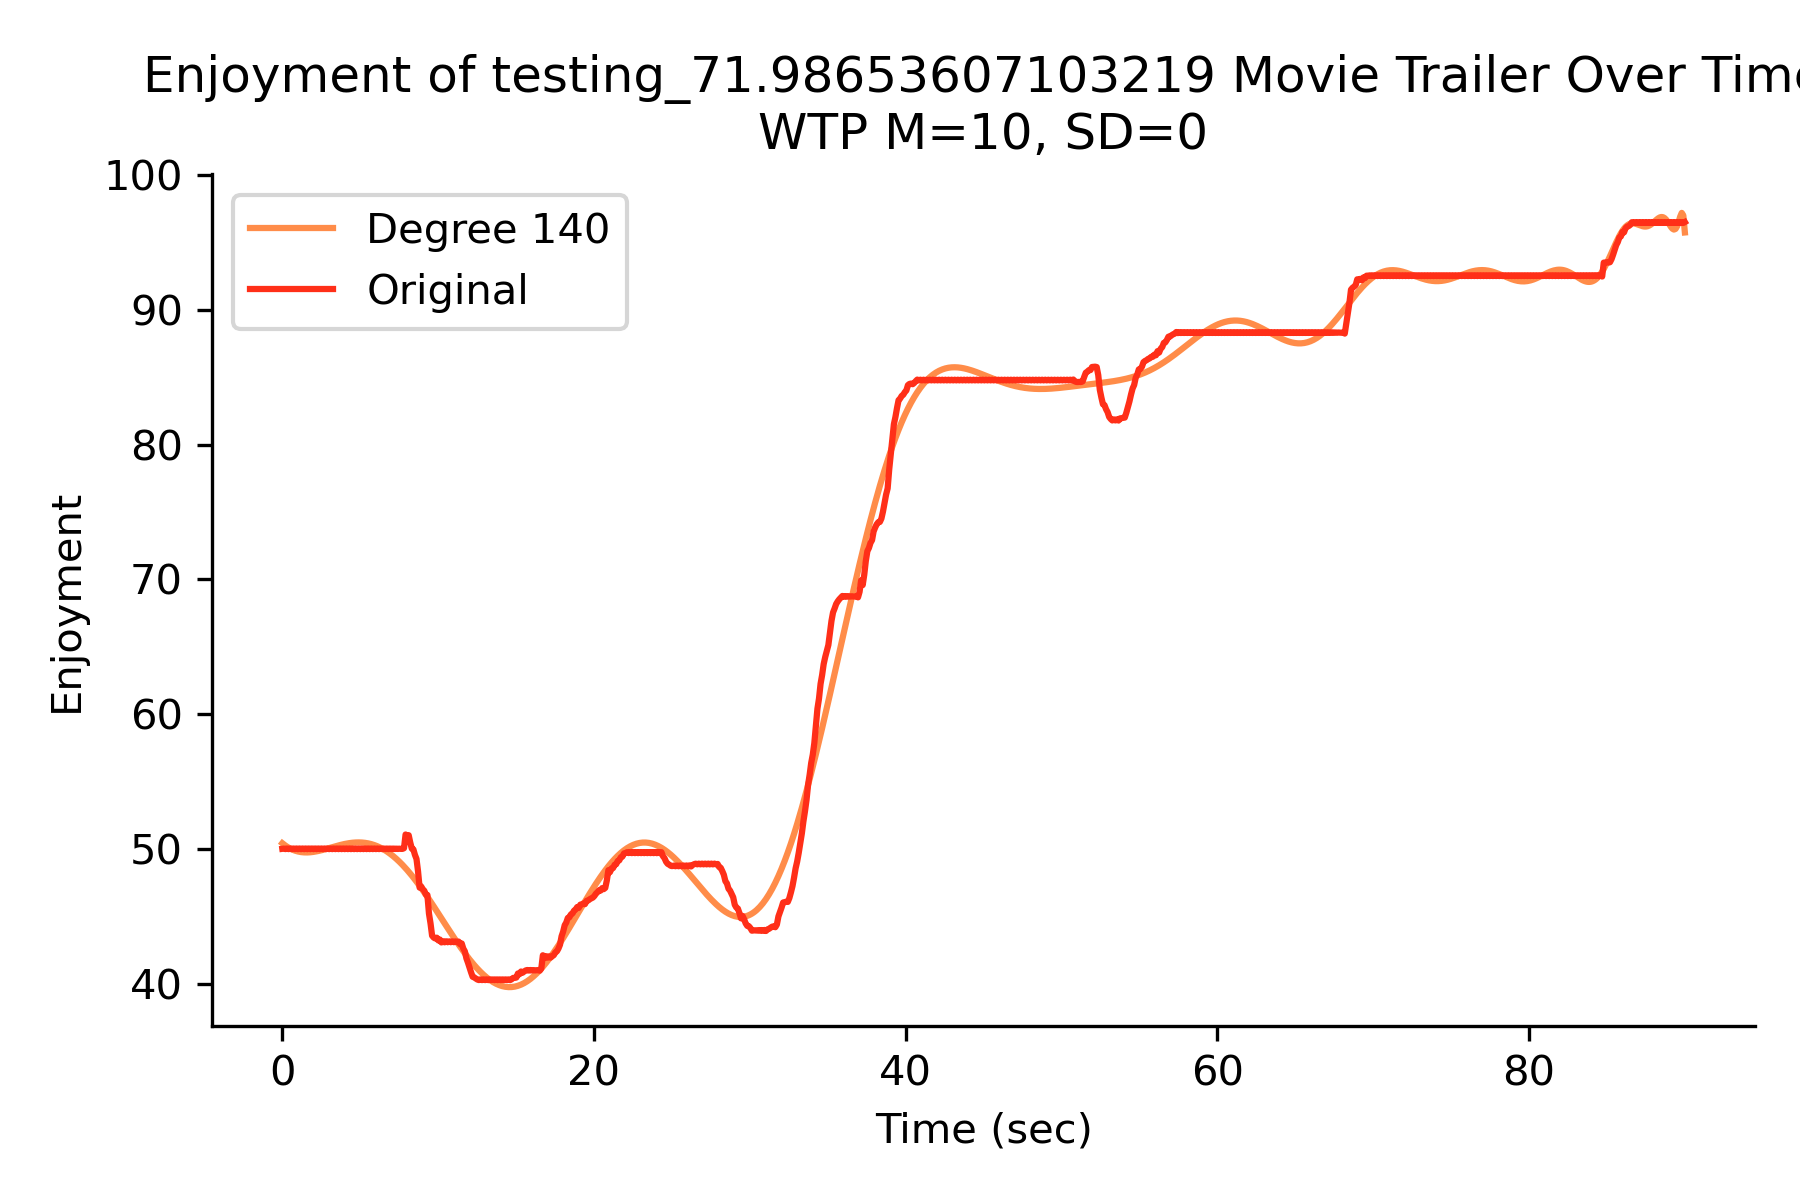 Enjoyment of testing_71.98653607103219 Movie Trailer Over Time
WTP M=10, SD=0
100
90
80
70
60
50
40
Enjoyment
Degree 140
Original
0 20 40 60 80
Time (sec)